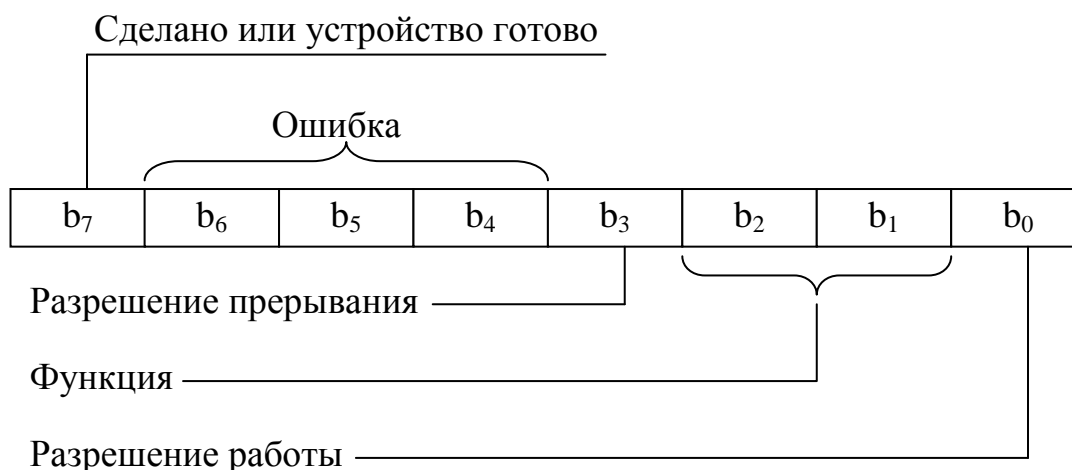 Сделано или устройство готово
Ошибка
b₇ b₆ b₅ b₄ b₃ b₂ b₁ b₀
Разрешение прерывания
Функция
Разрешение работы